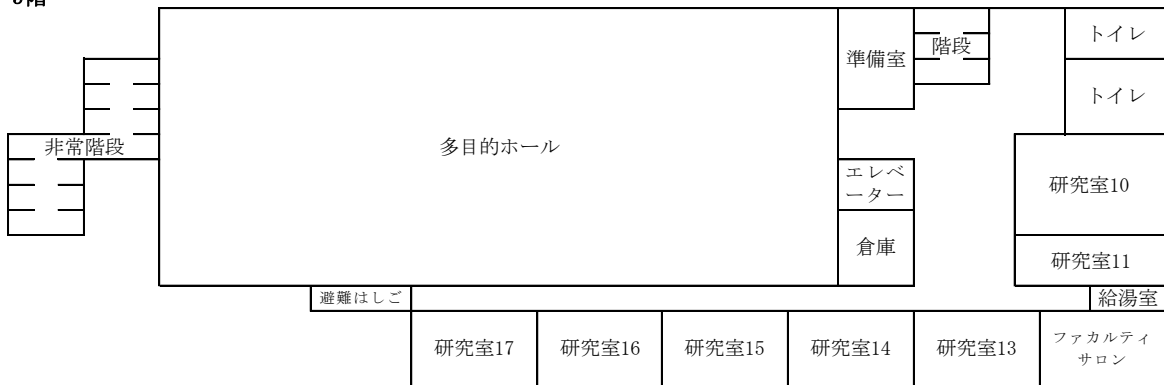 準備室
階段
トイレ
トイレ
非常階段
多目的ホール
エレベ
ーター
研究室10
倉庫
研究室11
避難はしご
給湯室
研究室17
研究室16
研究室15
研究室14
研究室13
ファカルティ
サロン